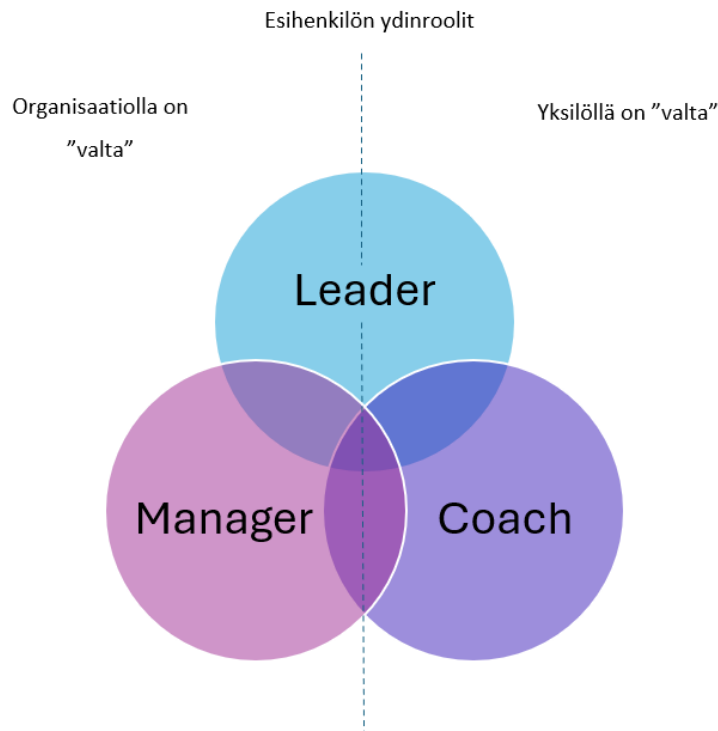 Esihenkilön ydinroolit
Organisaatiolla on
”valta”
Yksilöllä on ”valta”
Leader
Manager
Coach